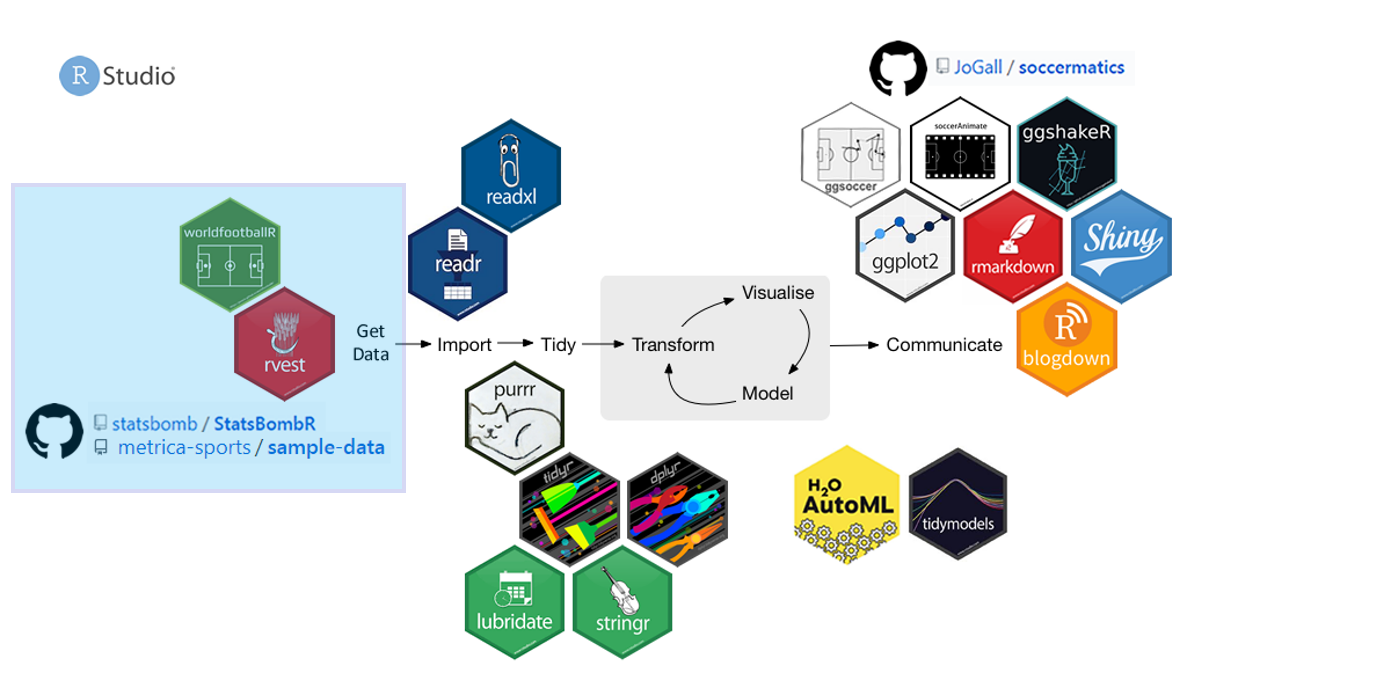 R Studio
JoGall / soccermatics
readxl
readr
ggsoccer
soccerAnimate
ggshakeR
ggplot2
rmarkdown
Shiny
blogdown
worldfootballR
rvest
Get
Data
Import
Tidy
Transform
Visualise
Model
Communicate
statsbomb / StatsBombR
metrica-sports / sample-data
purrr
tidyr
dplyr
lubridate
stringr
H2O
AutoML
tidymodels